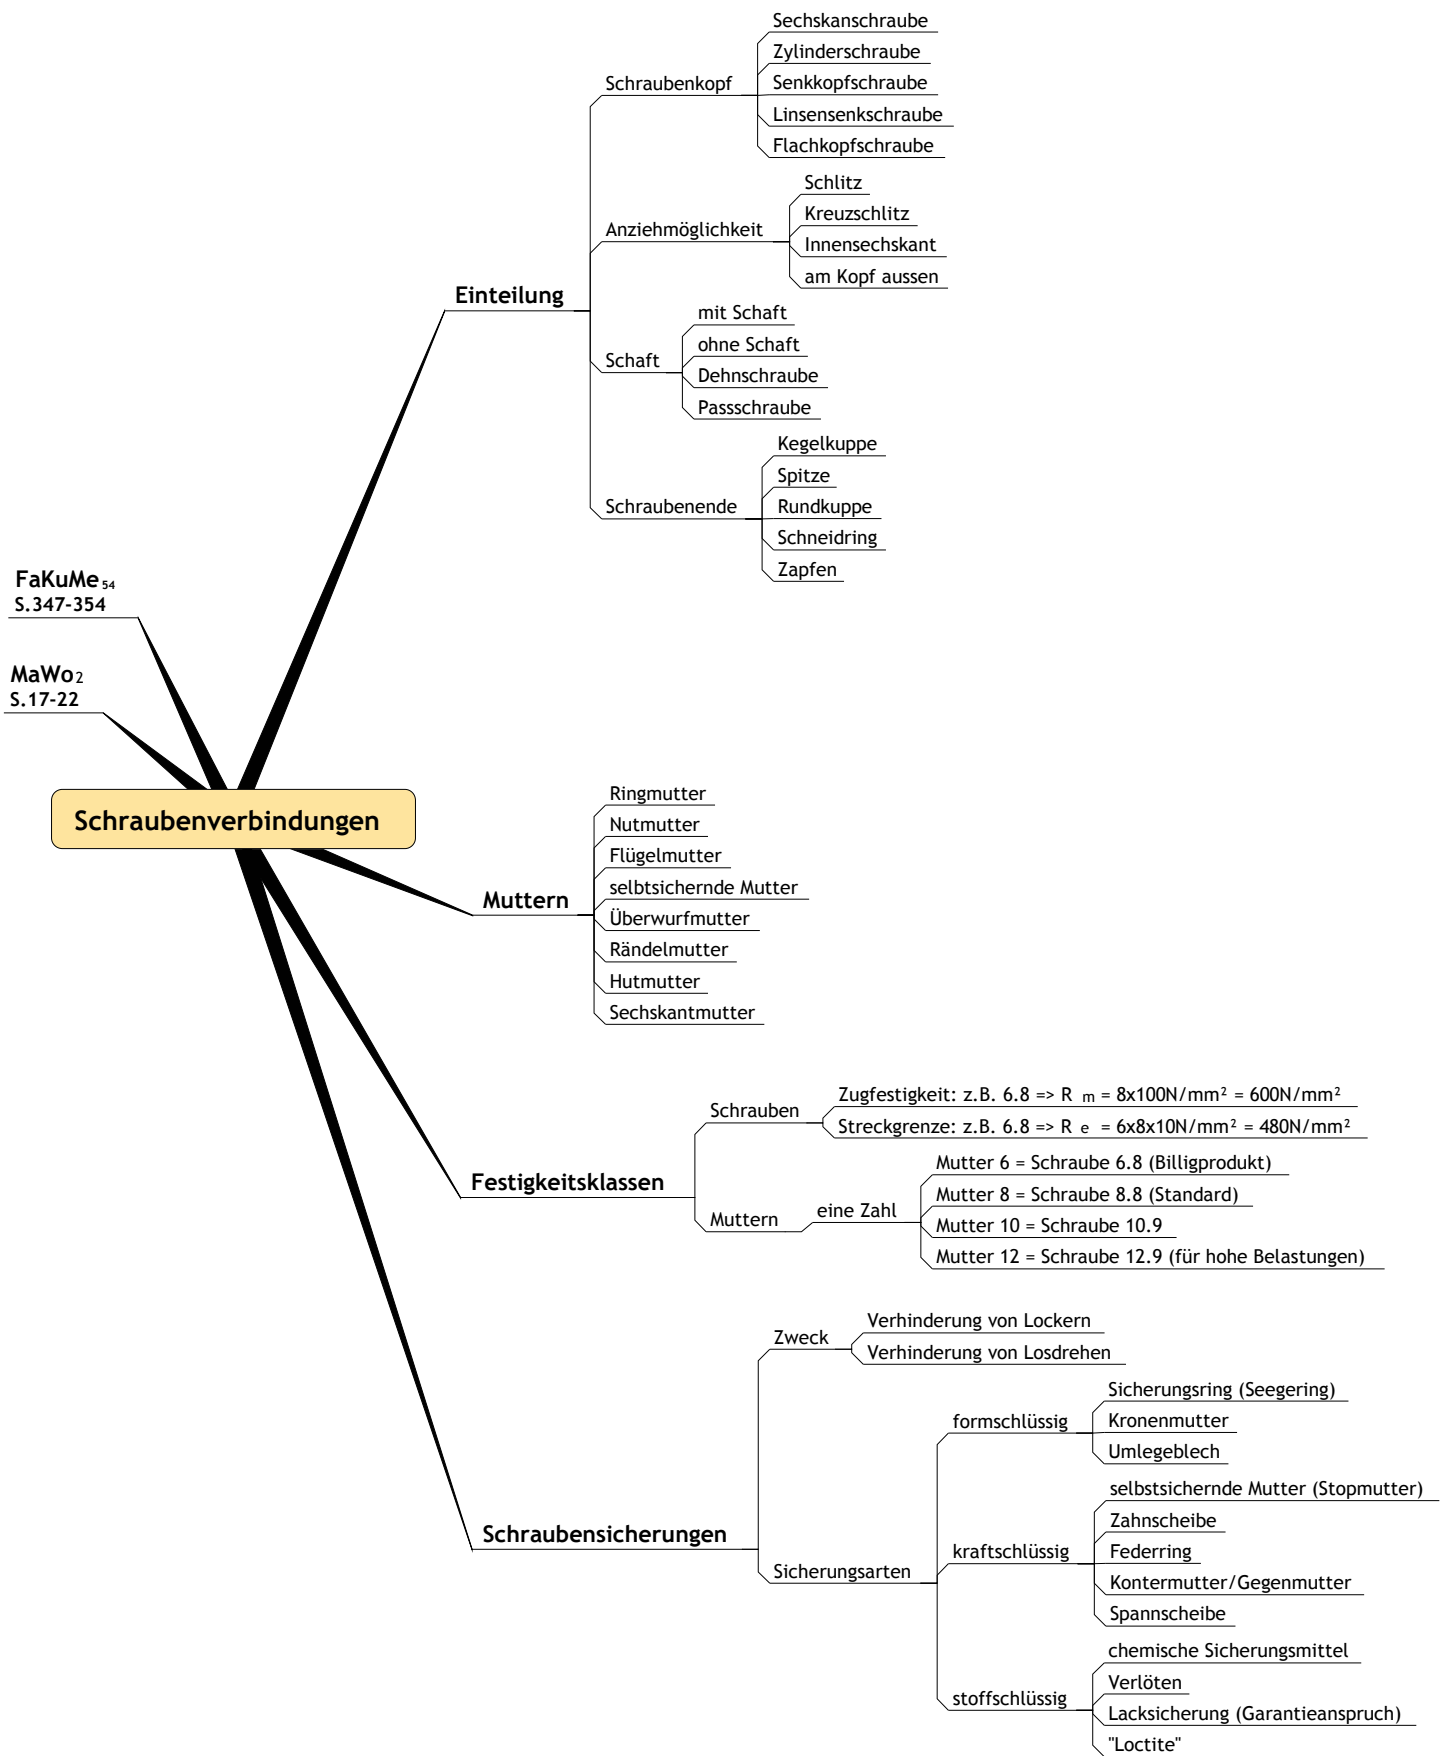 Sechskanschraube
Zylinderschraube
Schraubenkopf
Senkkopfschraube
Linsensenkschraube
Flachkopfschraube
Schlitz
Kreuzschlitz
Anziehmöglichkeit
Innensechskant
am Kopf aussen
Einteilung
mit Schaft
ohne Schaft
Schaft
Dehnschraube
Passschraube
Kegelkuppe
Spitze
Schraubenende
Rundkuppe
Schneidring
Zapfen
FaKuMe 54
S.347-354
MaWo 2
S.17-22
Schraubenverbindungen
Ringmutter
Nutmutter
Flügelmutter
selbtsichernde Mutter
Muttern
Überwurfmutter
Rändelmutter
Hutmutter
Sechskantmutter
Festigkeitsklassen
Schrauben
Zugfestigkeit: z.B. 6.8 => R m = 8x100N/mm² = 600N/mm²
Streckgrenze: z.B. 6.8 => R e = 6x8x10N/mm² = 480N/mm²
Muttern
eine Zahl
Mutter 6 = Schraube 6.8 (Billigprodukt)
Mutter 8 = Schraube 8.8 (Standard)
Mutter 10 = Schraube 10.9
Mutter 12 = Schraube 12.9 (für hohe Belastungen)
Schraubensicherungen
Zweck
Verhinderung von Lockern
Verhinderung von Losdrehen
Sicherungsarten
formschlüssig
Sicherungsring (Seegering)
Kronenmutter
Umlegeblech
kraftschlüssig
selbstsichernde Mutter (Stopmutter)
Zahnscheibe
Federring
Kontermutter/Gegenmutter
Spannscheibe
stoffschlüssig
chemische Sicherungsmittel
Verlöten
Lacksicherung (Garantieanspruch)
"Loctite"